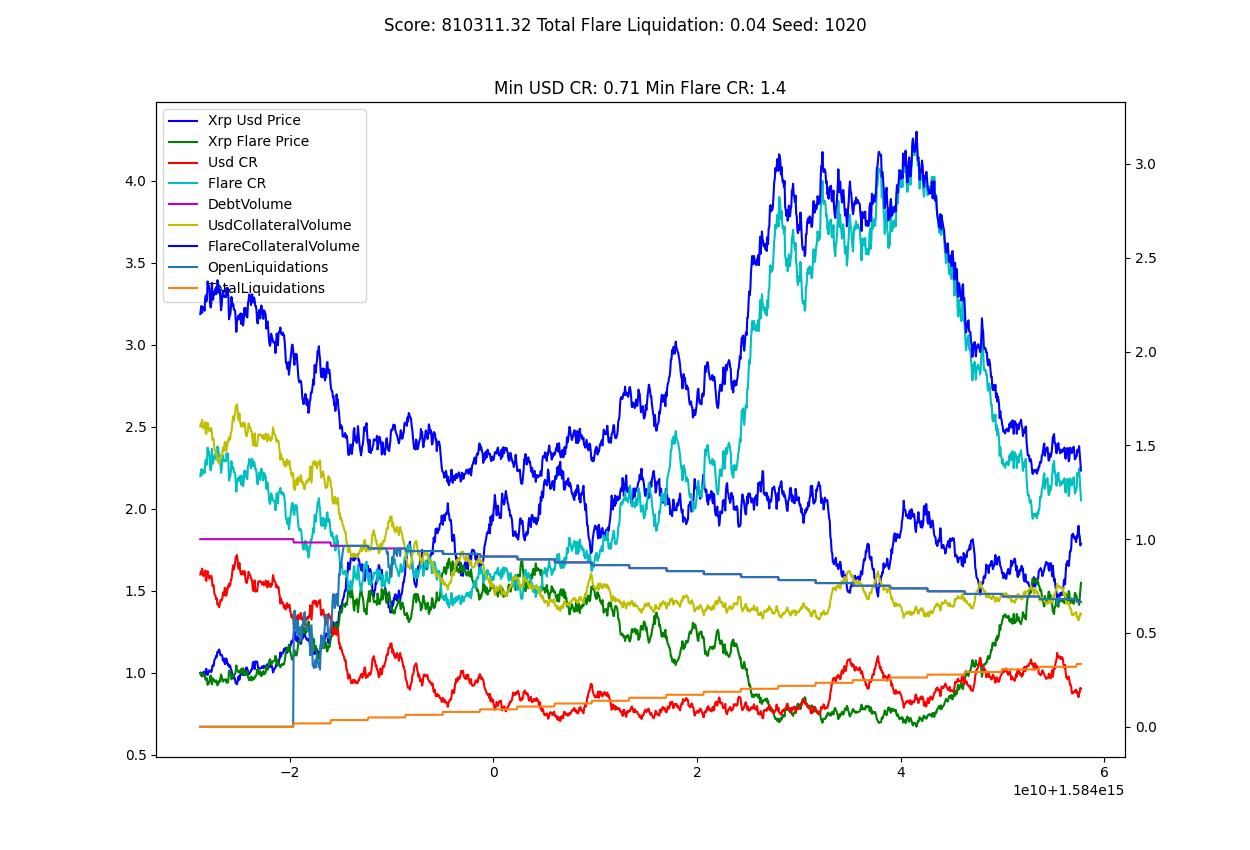 Score: 810311.32 Total Flare Liquidation: 0.04 Seed: 1020
Min USD CR: 0.71 Min Flare CR: 1.4
Xrp Usd Price
Xrp Flare Price
Usd CR
Flare CR
DebtVolume
UsdCollateralVolume
FlareCollateralVolume
OpenLiquidations
TotalLiquidations
4.0
3.5
3.0
2.5
2.0
1.5
1.0
0.5
3.0
2.5
2.0
1.5
1.0
0.5
0.0
−2 0 2 4 6
1e10+1.584e15